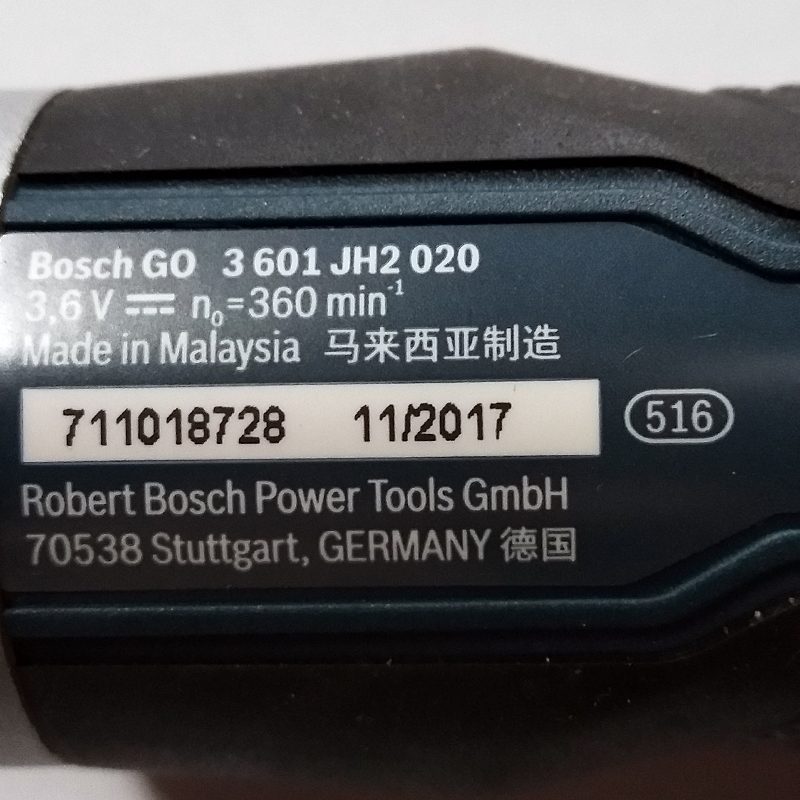 Bosch GO 3 601 JH2 020
3,6 V ⎓ n₀=360 min⁻¹
Made in Malaysia 马来西亚制造
711018728 11/2017
516
Robert Bosch Power Tools GmbH
70538 Stuttgart, GERMANY 德国